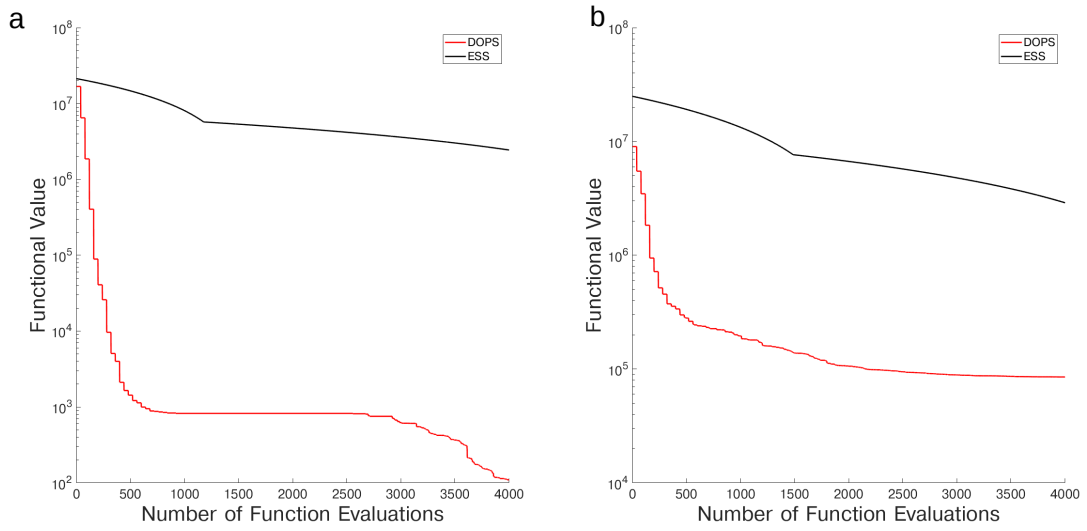 a
10^8
10^7
10^6
10^5
10^4
10^3
10^2
Functional Value
DOPS
ESS
0 500 1000 1500 2000 2500 3000 3500 4000
Number of Function Evaluations
b
10^8
10^7
10^6
10^5
10^4
Functional Value
DOPS
ESS
0 500 1000 1500 2000 2500 3000 3500 4000
Number of Function Evaluations